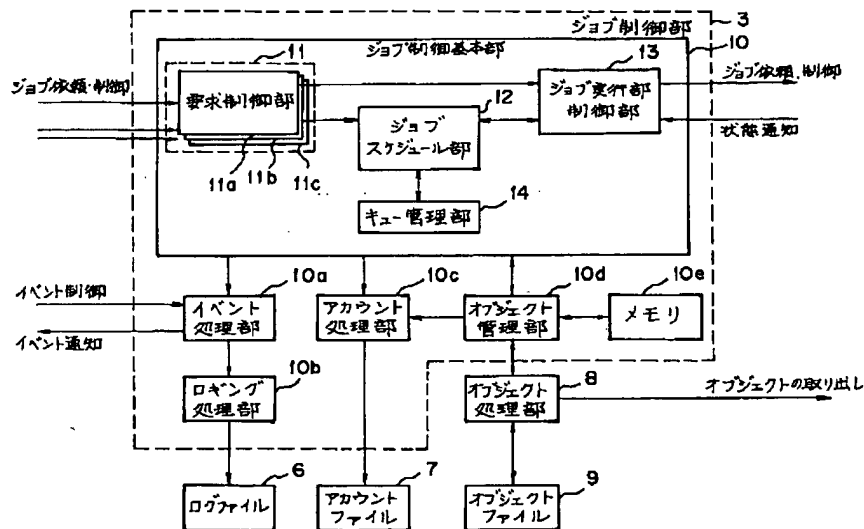 3
ジョブ制御部
ジョブ制御基本部
10
11
13
ジョブ依頼・制御
要求制御部
12
ジョブ実行部
制御部
ジョブ依頼、制御
ジョブ
スケジュール部
状態通知
11a
11b
11c
14
キュー管理部
10a
10c
10d
10e
イベント制御
イベント
処理部
アカウント
処理部
オブジェクト
管理部
メモリ
イベント通知
10b
8
ロギング
処理部
オブジェクト
処理部
オブジェクトの取り出し
6
7
9
ログファイル
アカウント
ファイル
オブジェクト
ファイル